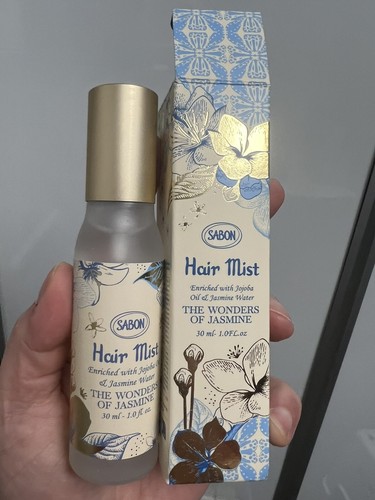 SABON
Hair Mist
Enriched with Jojoba
& Jasmine Water
THE WONDERS
OF JASMINE
30 ml - 1.0 fl. oz
SABON
Hair Mist
Enriched with Jojoba
Oil & Jasmine Water
THE WONDERS
OF JASMINE
30 ml- 1.0Fl.oz